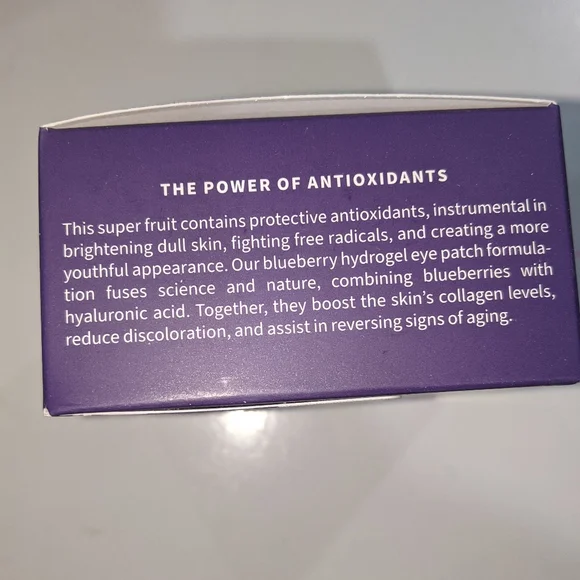 THE POWER OF ANTIOXIDANTS
This super fruit contains protective antioxidants, instrumental in
brightening dull skin, fighting free radicals, and creating a more
youthful appearance. Our blueberry hydrogel eye patch formula-
tion fuses science and nature, combining blueberries with
hyaluronic acid. Together, they boost the skin's collagen levels,
reduce discoloration, and assist in reversing signs of aging.